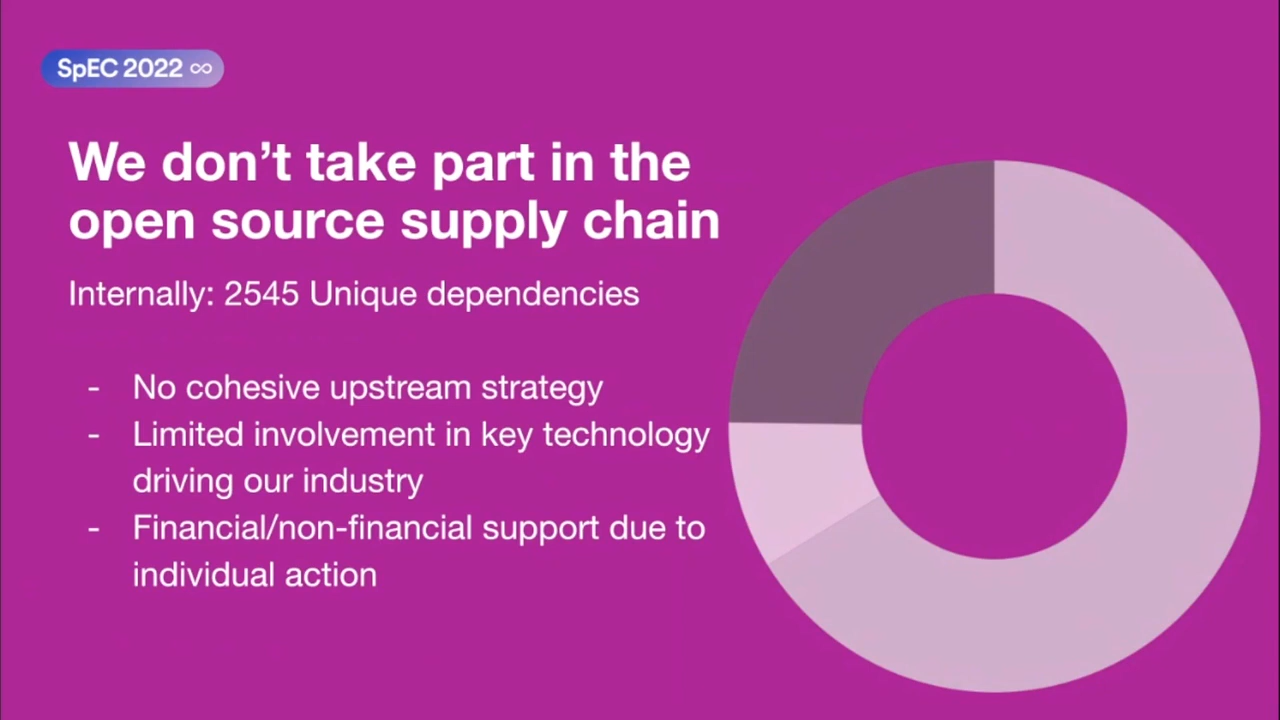 SpEC 2022 ∞
We don’t take part in the
open source supply chain
Internally: 2545 Unique dependencies
- No cohesive upstream strategy
- Limited involvement in key technology
driving our industry
- Financial/non-financial support due to
individual action